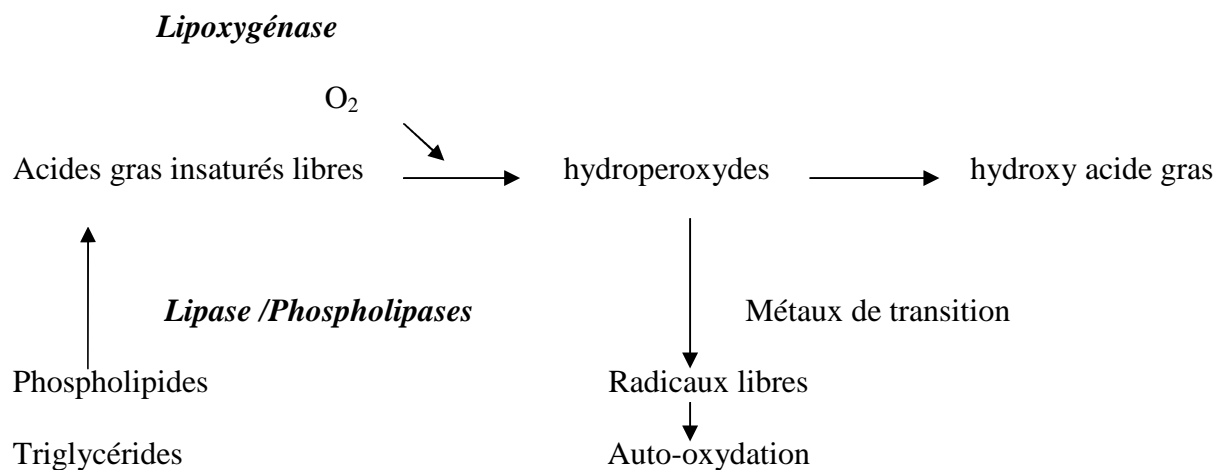 Lipoxygénase
O₂
Acides gras insaturés libres hydroperoxydes hydroxy acide gras
Lipase /Phospholipases Métaux de transition
Phospholipides Radicaux libres
Triglycérides Auto-oxydation